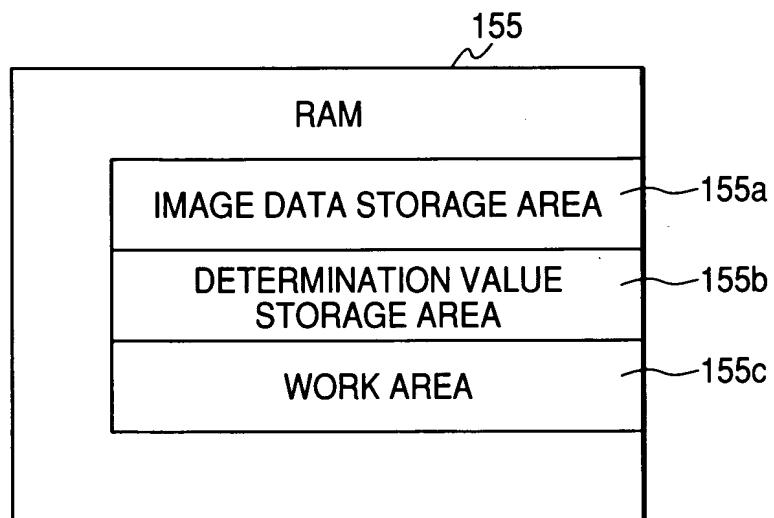 155
RAM
IMAGE DATA STORAGE AREA
155a
DETERMINATION VALUE
STORAGE AREA
155b
WORK AREA
155c